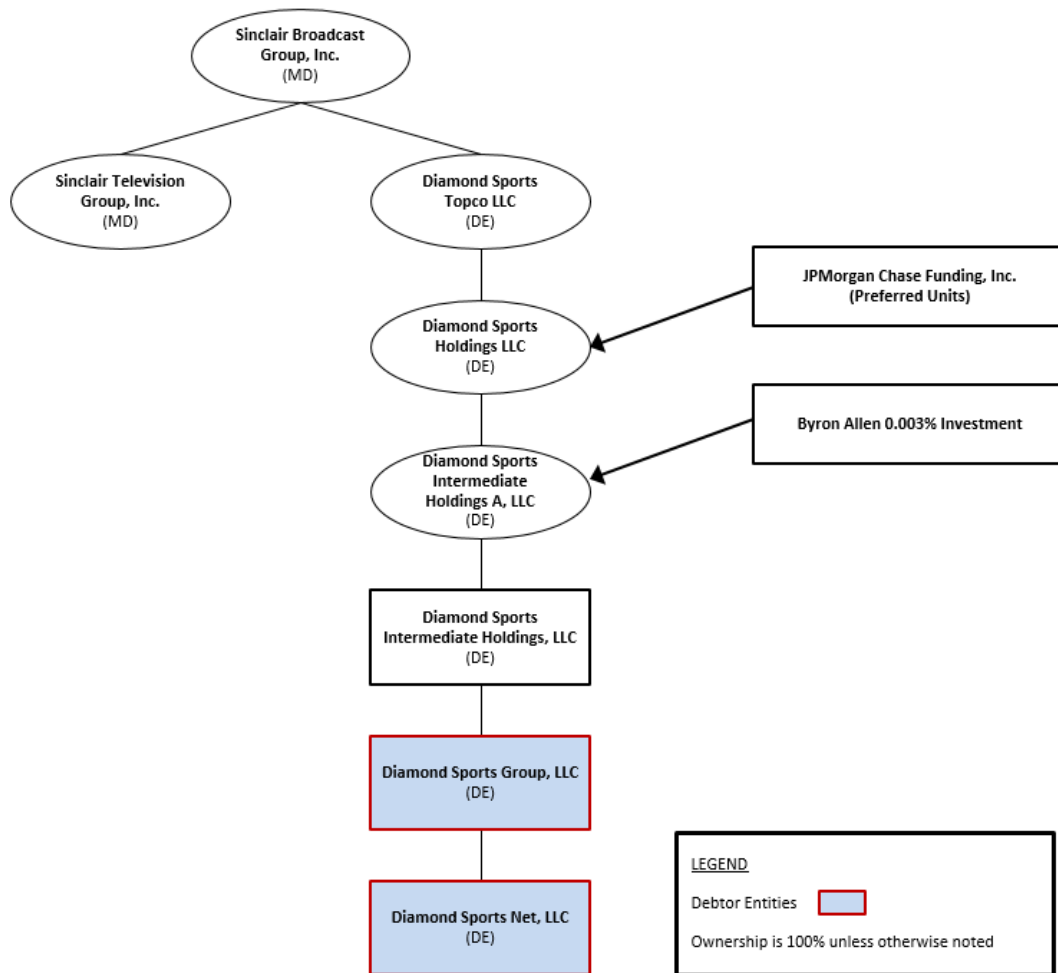 Sinclair Broadcast
Group, Inc.
(MD)
Sinclair Television
Group, Inc.
(MD)
Diamond Sports
Topco LLC
(DE)
JPMorgan Chase Funding, Inc.
(Preferred Units)
Diamond Sports
Holdings LLC
(DE)
Byron Allen 0.003% Investment
Diamond Sports
Intermediate
Holdings A, LLC
(DE)
Diamond Sports
Intermediate Holdings, LLC
(DE)
Diamond Sports Group, LLC
(DE)
Diamond Sports Net, LLC
(DE)
LEGEND
Debtor Entities
Ownership is 100% unless otherwise noted